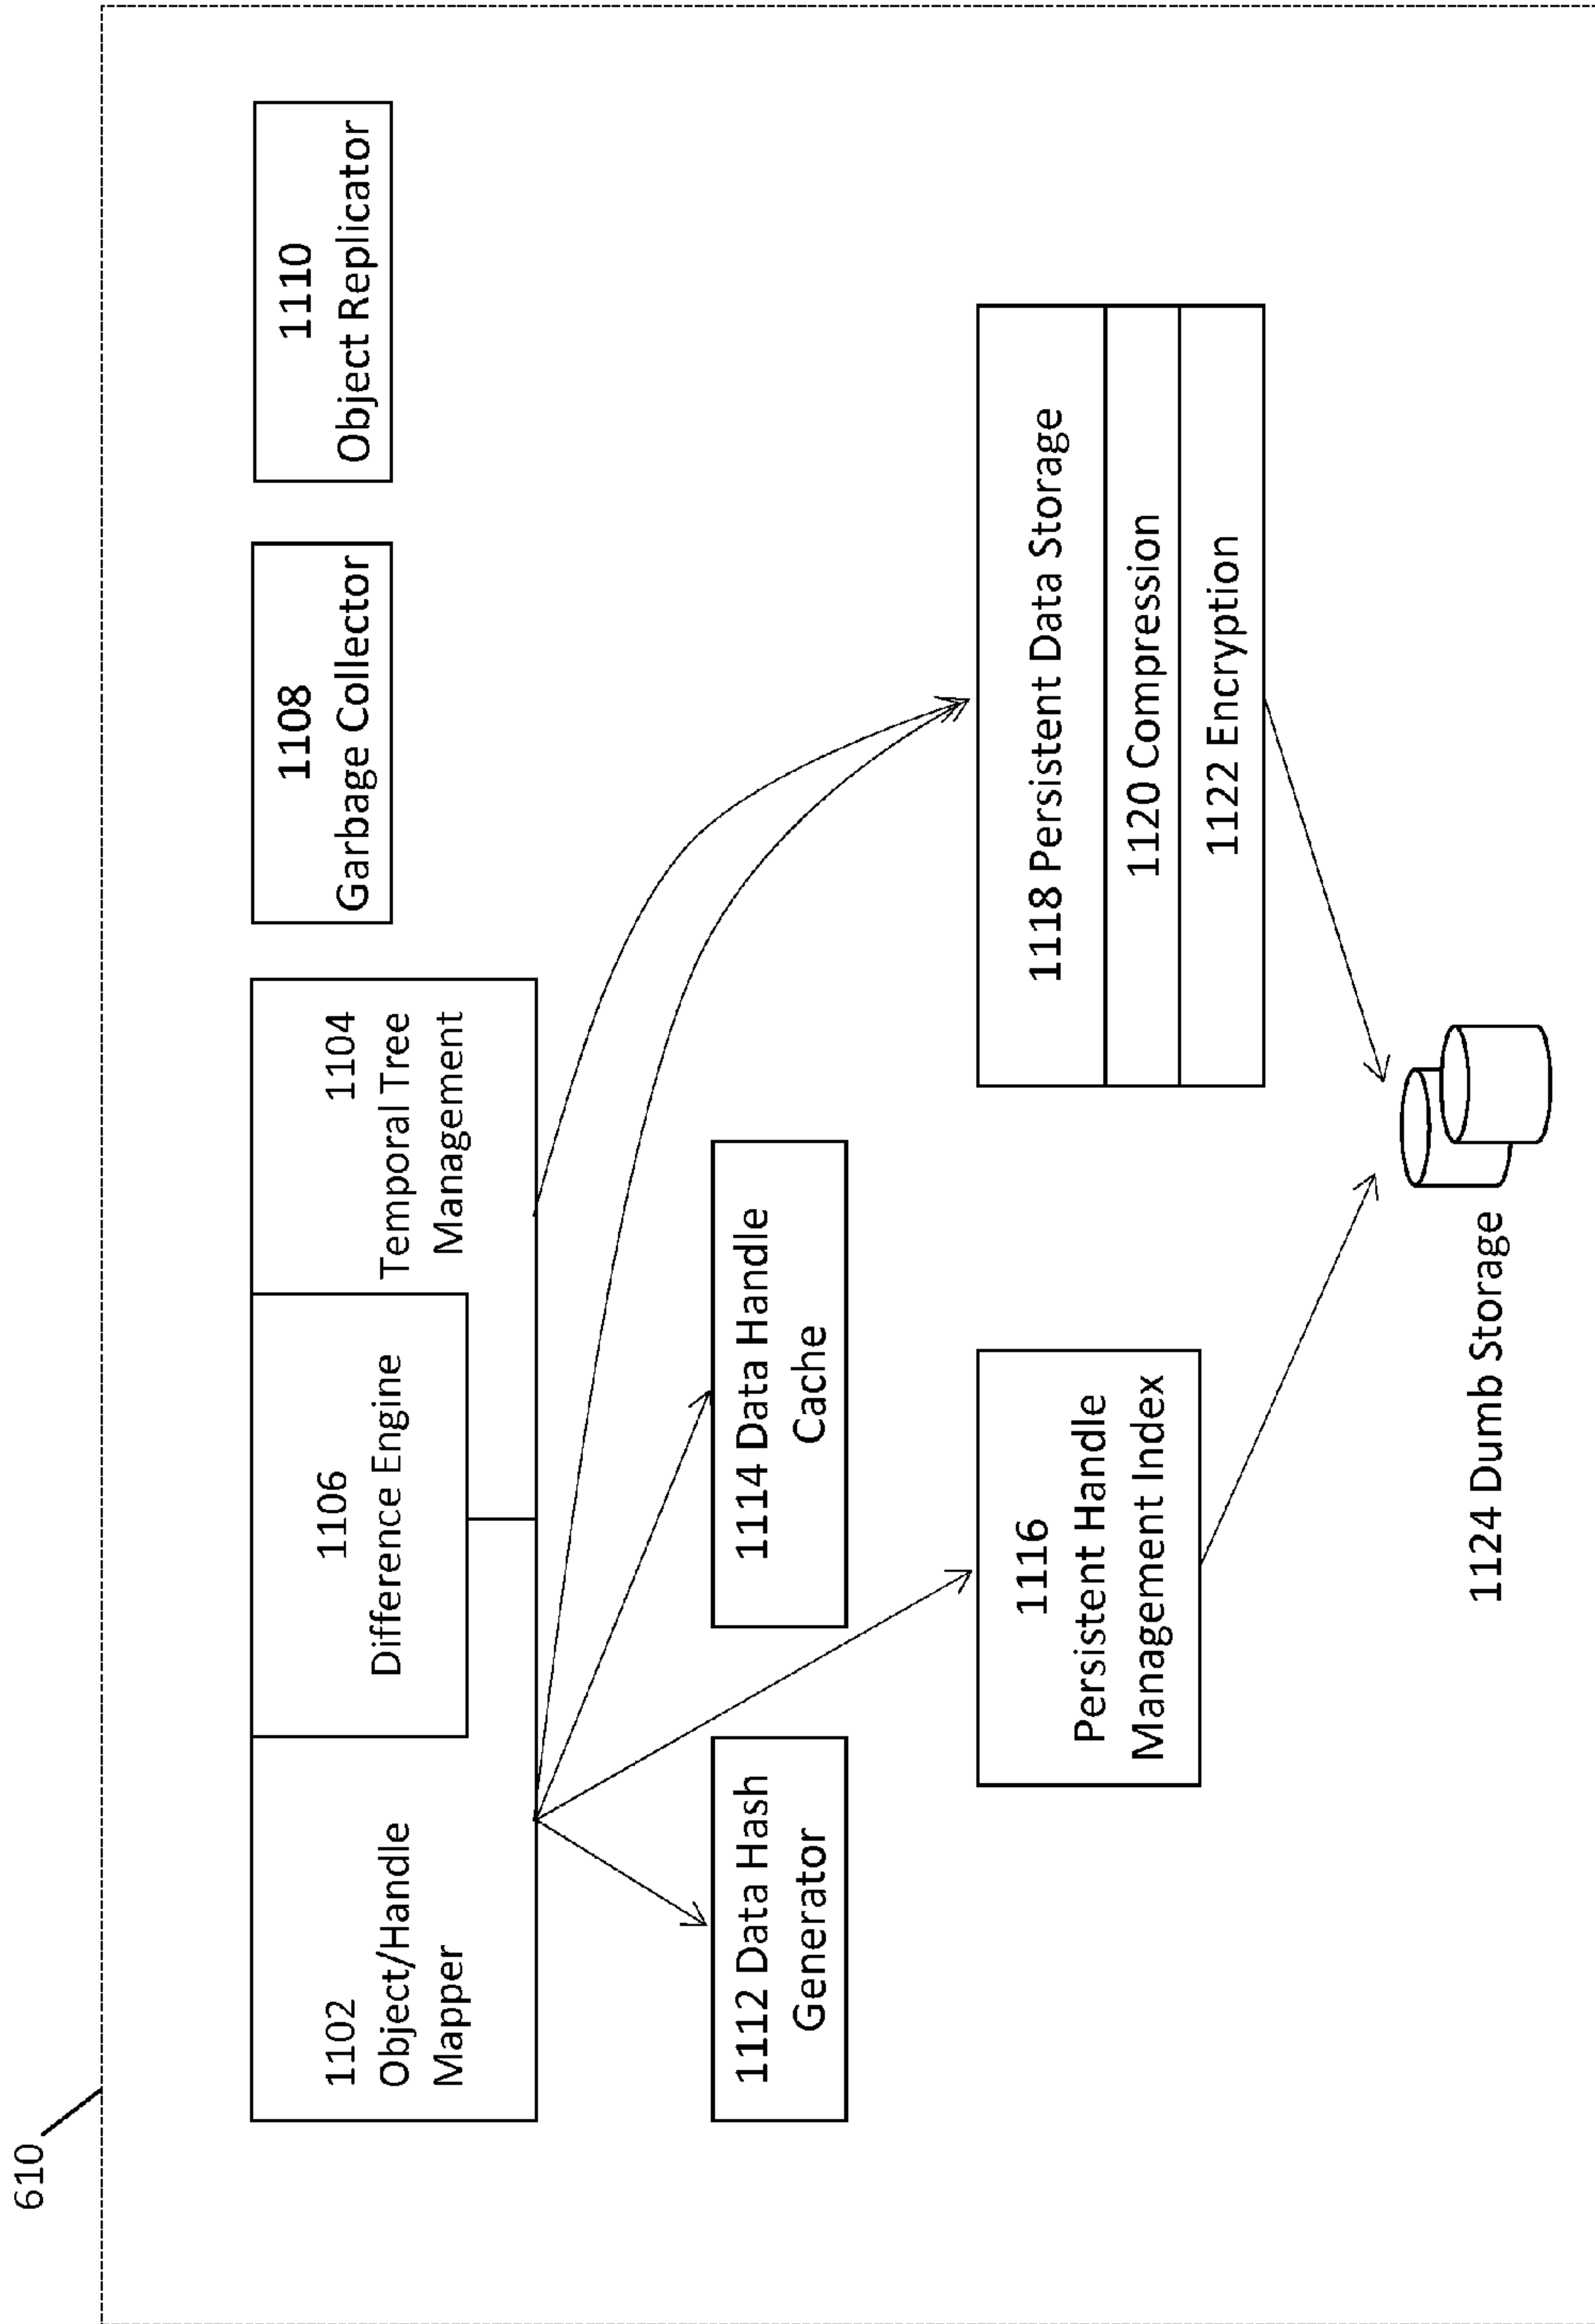 610
1102
Object/Handle
Mapper
1106
Difference Engine
1104
Temporal Tree
Management
1108
Garbage Collector
1110
Object Replicator
1112 Data Hash
Generator
1114 Data Handle
Cache
1116
Persistent Handle
Management Index
1118 Persistent Data Storage
1120 Compression
1122 Encryption
1124 Dumb Storage